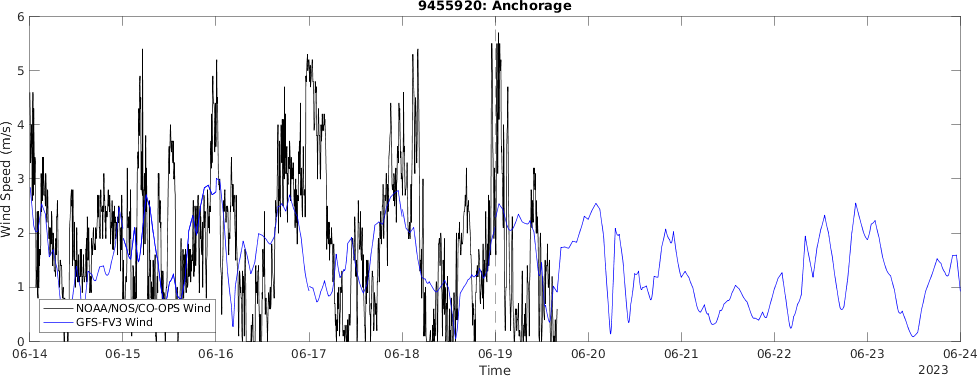 9455920: Anchorage
6
5
4
3
2
1
0
Wind Speed (m/s)
NOAA/NOS/CO-OPS Wind
GFS-FV3 Wind
06-14 06-15 06-16 06-17 06-18 06-19 06-20 06-21 06-22 06-23 06-24
Time
2023